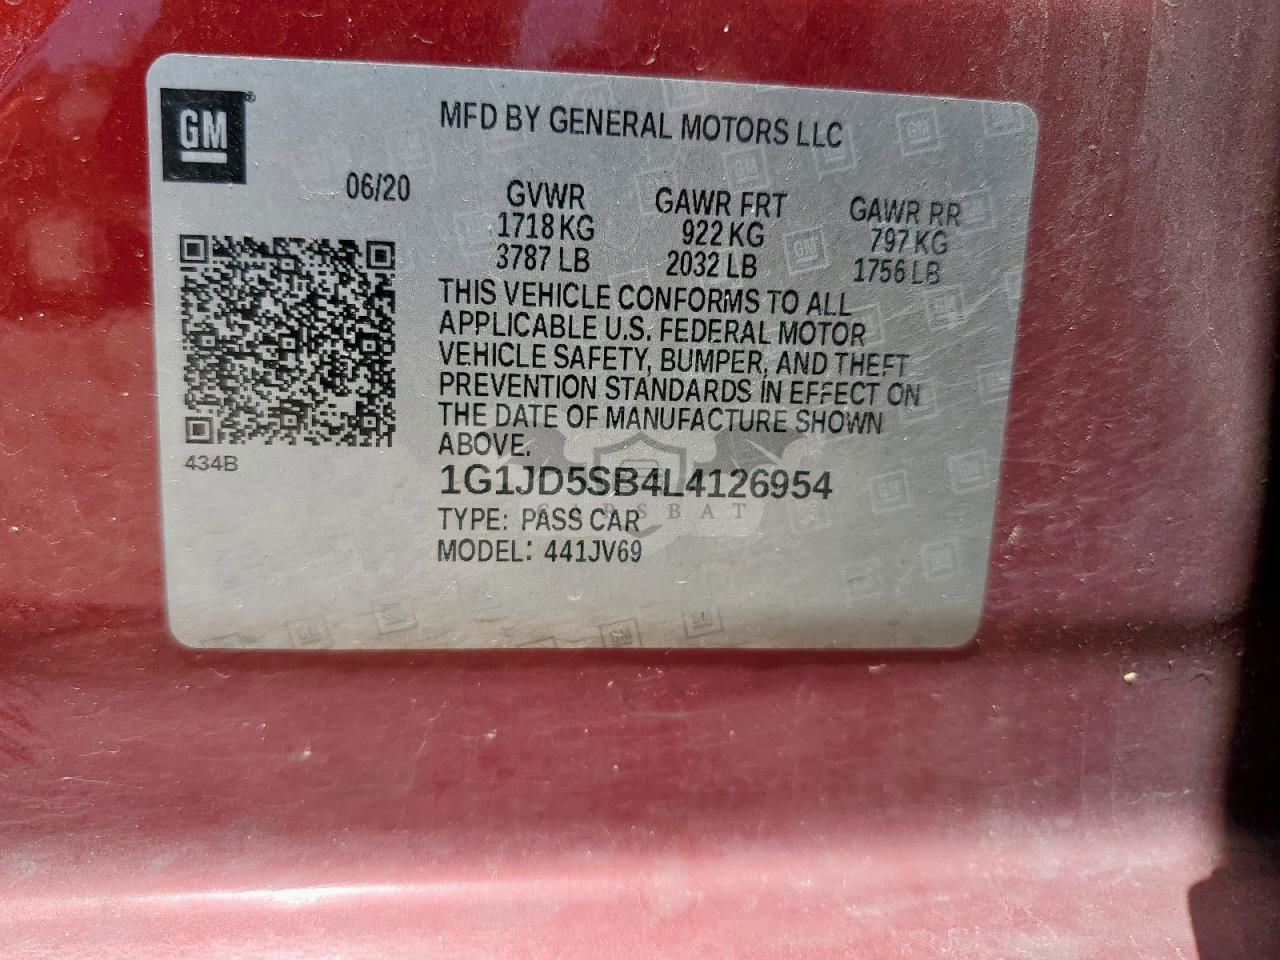 GM
MFD BY GENERAL MOTORS LLC
06/20
GVWR GAWR FRT GAWR RR
1718 KG 922 KG 797 KG
3787 LB 2032 LB 1756 LB
THIS VEHICLE CONFORMS TO ALL
APPLICABLE U.S. FEDERAL MOTOR
VEHICLE SAFETY, BUMPER, AND THEFT
PREVENTION STANDARDS IN EFFECT ON
THE DATE OF MANUFACTURE SHOWN
ABOVE.
434B
1G1JD5SB4L4126954
CARSBAT
TYPE: PASS CAR
MODEL: 441JV69